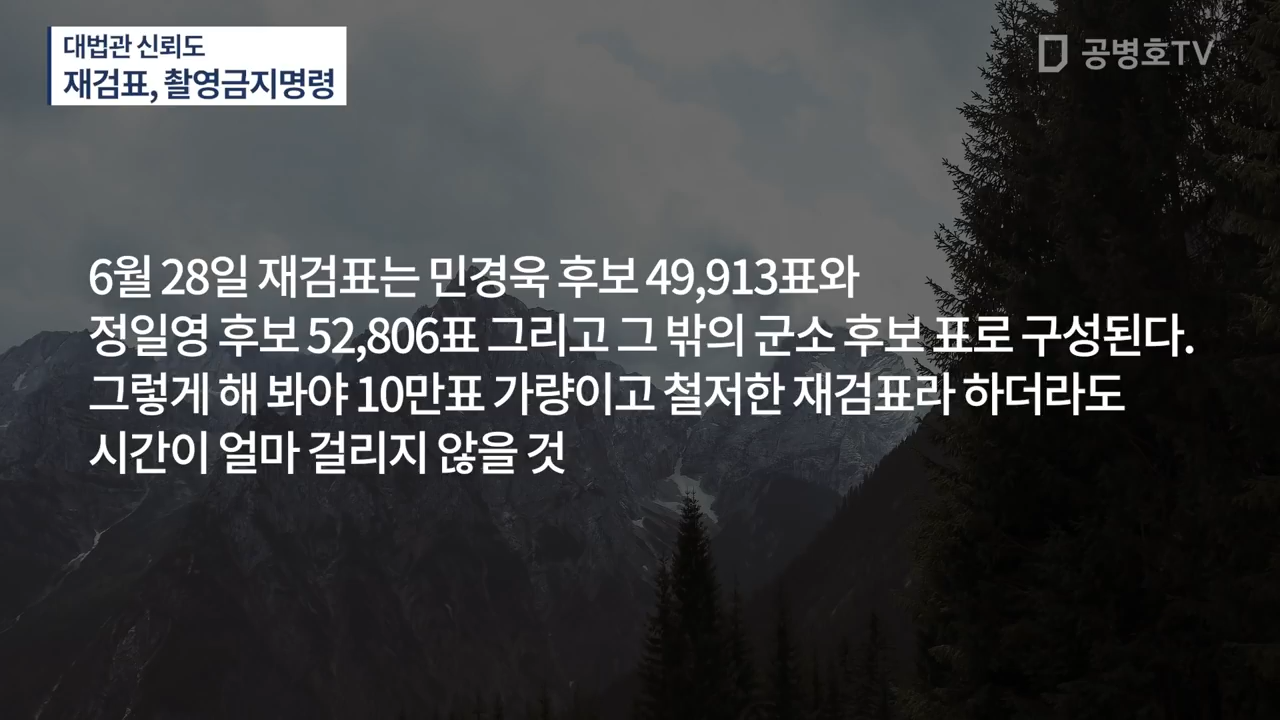 대법관 신뢰도
재검표, 촬영금지명령
공병호TV
6월 28일 재검표는 민경욱 후보 49,913표와
정일영 후보 52,806표 그리고 그 밖의 군소 후보 표로 구성된다.
그렇게 해 봐야 10만표 가량이고 철저한 재검표라 하더라도
시간이 얼마 걸리지 않을 것